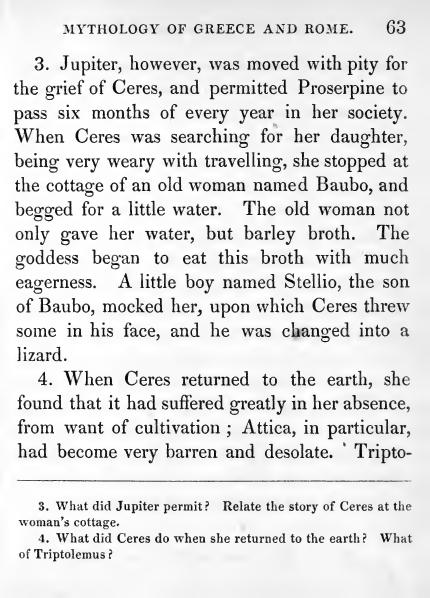 MYTHOLOGY OF GREECE AND ROME. 63
3. Jupiter, however, was moved with pity for
the grief of Ceres, and permitted Proserpine to
pass six months of every year in her society.
When Ceres was searching for her daughter,
being very weary with travelling, she stopped at
the cottage of an old woman named Baubo, and
begged for a little water. The old woman not
only gave her water, but barley broth. The
goddess began to eat this broth with much
eagerness. A little boy named Stellio, the son
of Baubo, mocked her, upon which Ceres threw
some in his face, and he was changed into a
lizard.
4. When Ceres returned to the earth, she
found that it had suffered greatly in her absence,
from want of cultivation ; Attica, in particular,
had become very barren and desolate. Tripto-
3. What did Jupiter permit? Relate the story of Ceres at the
woman's cottage.
4. What did Ceres do when she returned to the earth? What
of Triptolemus?